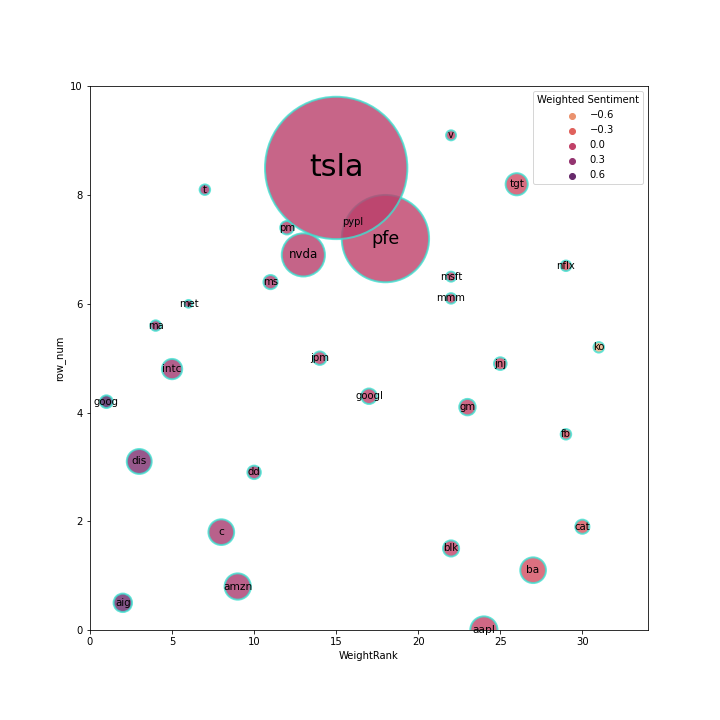 10
8
6
4
2
0
row_num
0
5
10
15
20
25
30
WeightRank
Weighted Sentiment
−0.6
−0.3
0.0
0.3
0.6
v
tsla
tgt
t
pypl
pm
pfe
nvda
nflx
msft
ms
mmm
met
ma
ko
jpm
jnj
intc
googl
goog
gm
fb
dis
dd
cat
c
blk
ba
amzn
aig
aapl